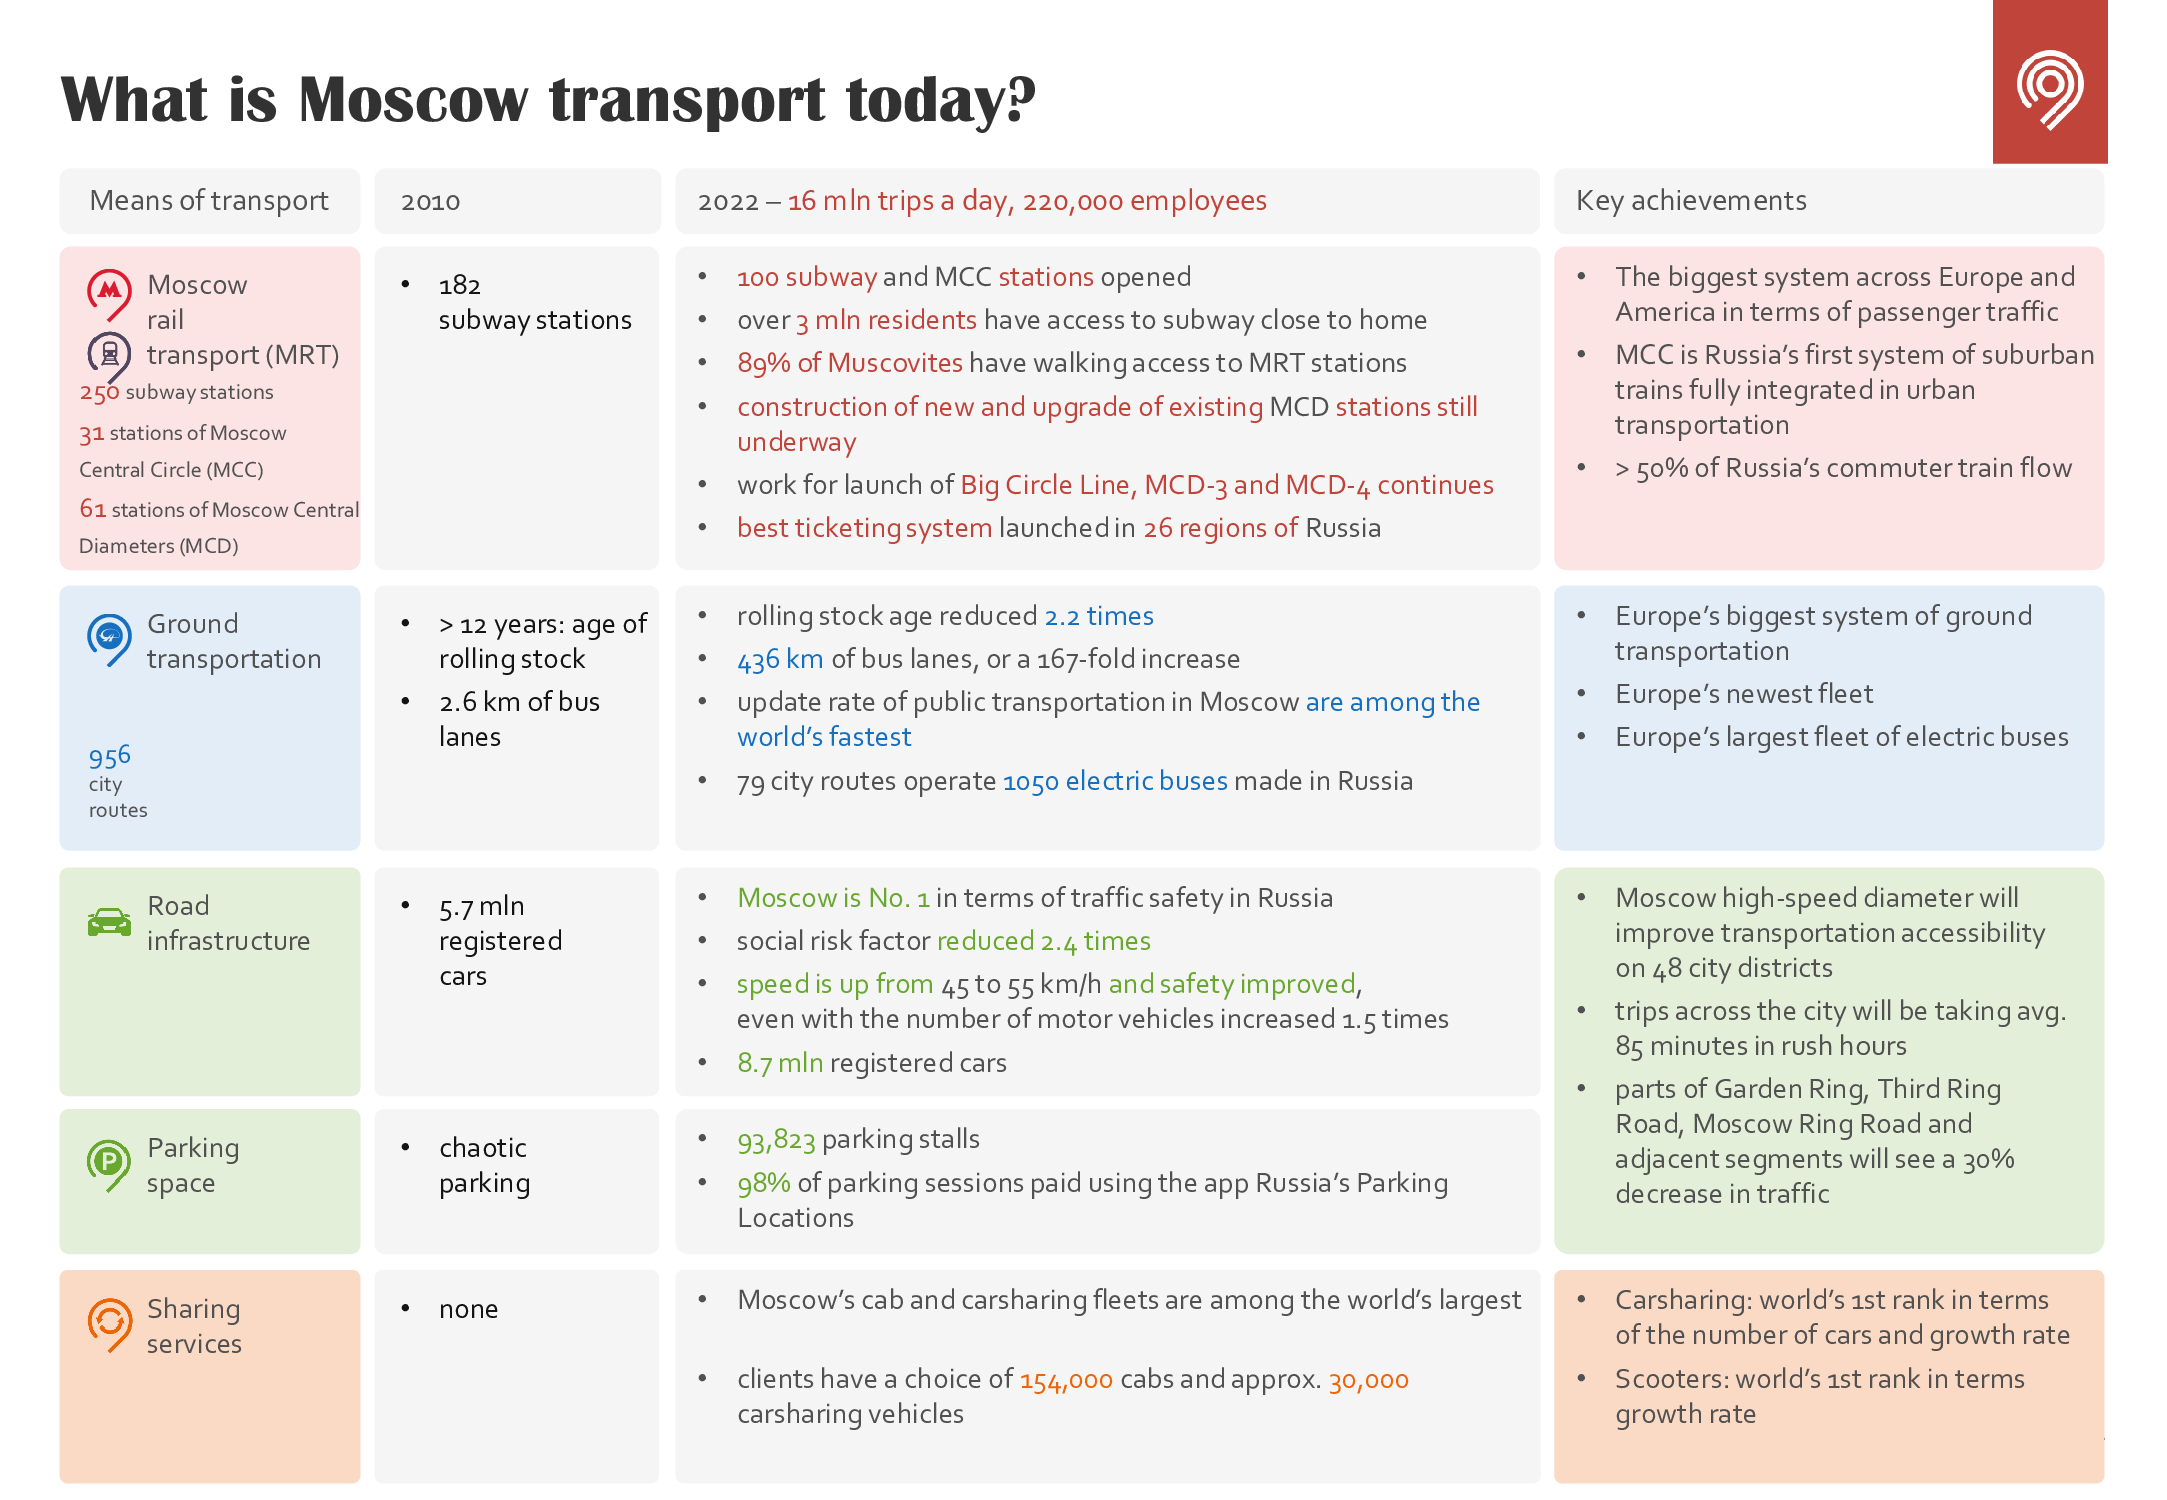 What is Moscow transport today?
Means of transport
2010
2022 – 16 mln trips a day, 220,000 employees
Key achievements
Moscow
rail
transport (MRT)
250 subway stations
31 stations of Moscow
Central Circle (MCC)
61 stations of Moscow Central
Diameters (MCD)
• 182
subway stations
• 100 subway and MCC stations opened
• over 3 mln residents have access to subway close to home
• 89% of Muscovites have walking access to MRT stations
• construction of new and upgrade of existing MCD stations still
underway
• work for launch of Big Circle Line, MCD-3 and MCD-4 continues
• best ticketing system launched in 26 regions of Russia
• The biggest system across Europe and
America in terms of passenger traffic
• MCC is Russia’s first system of suburban
trains fully integrated in urban
transportation
• > 50% of Russia’s commuter train flow
Ground
transportation
956
city
routes
• > 12 years: age of
rolling stock
• 2.6 km of bus
lanes
• rolling stock age reduced 2.2 times
• 436 km of bus lanes, or a 167-fold increase
• update rate of public transportation in Moscow are among the
world’s fastest
• 79 city routes operate 1050 electric buses made in Russia
• Europe’s biggest system of ground
transportation
• Europe’s newest fleet
• Europe’s largest fleet of electric buses
Road
infrastructure
• 5.7 mln
registered
cars
• Moscow is No. 1 in terms of traffic safety in Russia
• social risk factor reduced 2.4 times
• speed is up from 45 to 55 km/h and safety improved,
even with the number of motor vehicles increased 1.5 times
• 8.7 mln registered cars
• Moscow high-speed diameter will
improve transportation accessibility
on 48 city districts
• trips across the city will be taking avg.
85 minutes in rush hours
• parts of Garden Ring, Third Ring
Road, Moscow Ring Road and
adjacent segments will see a 30%
decrease in traffic
P
Parking
space
• chaotic
parking
• 93,823 parking stalls
• 98% of parking sessions paid using the app Russia’s Parking
Locations
Sharing
services
• none
• Moscow’s cab and carsharing fleets are among the world’s largest
• clients have a choice of 154,000 cabs and approx. 30,000
carsharing vehicles
• Carsharing: world’s 1st rank in terms
of the number of cars and growth rate
• Scooters: world’s 1st rank in terms
growth rate